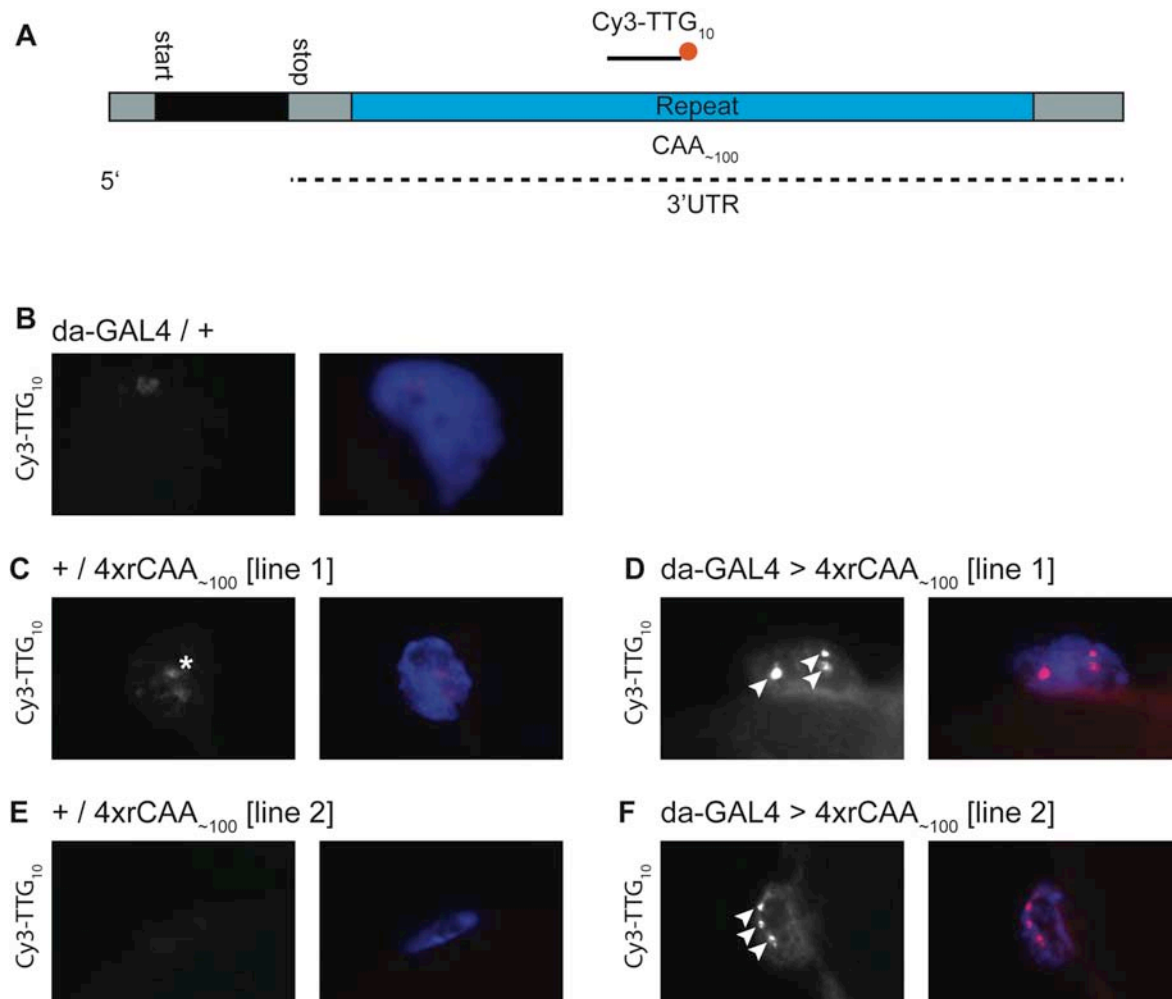 A
Cy3-TTG₁₀
start
stop
Repeat
CAA~₁₀₀
5‘
3’UTR
B
da-GAL4 / +
Cy3-TTG₁₀
C
+ / 4xrCAA~₁₀₀ [line 1]
Cy3-TTG₁₀
*
D
da-GAL4 > 4xrCAA~₁₀₀ [line 1]
Cy3-TTG₁₀
E
+ / 4xrCAA~₁₀₀ [line 2]
Cy3-TTG₁₀
F
da-GAL4 > 4xrCAA~₁₀₀ [line 2]
Cy3-TTG₁₀